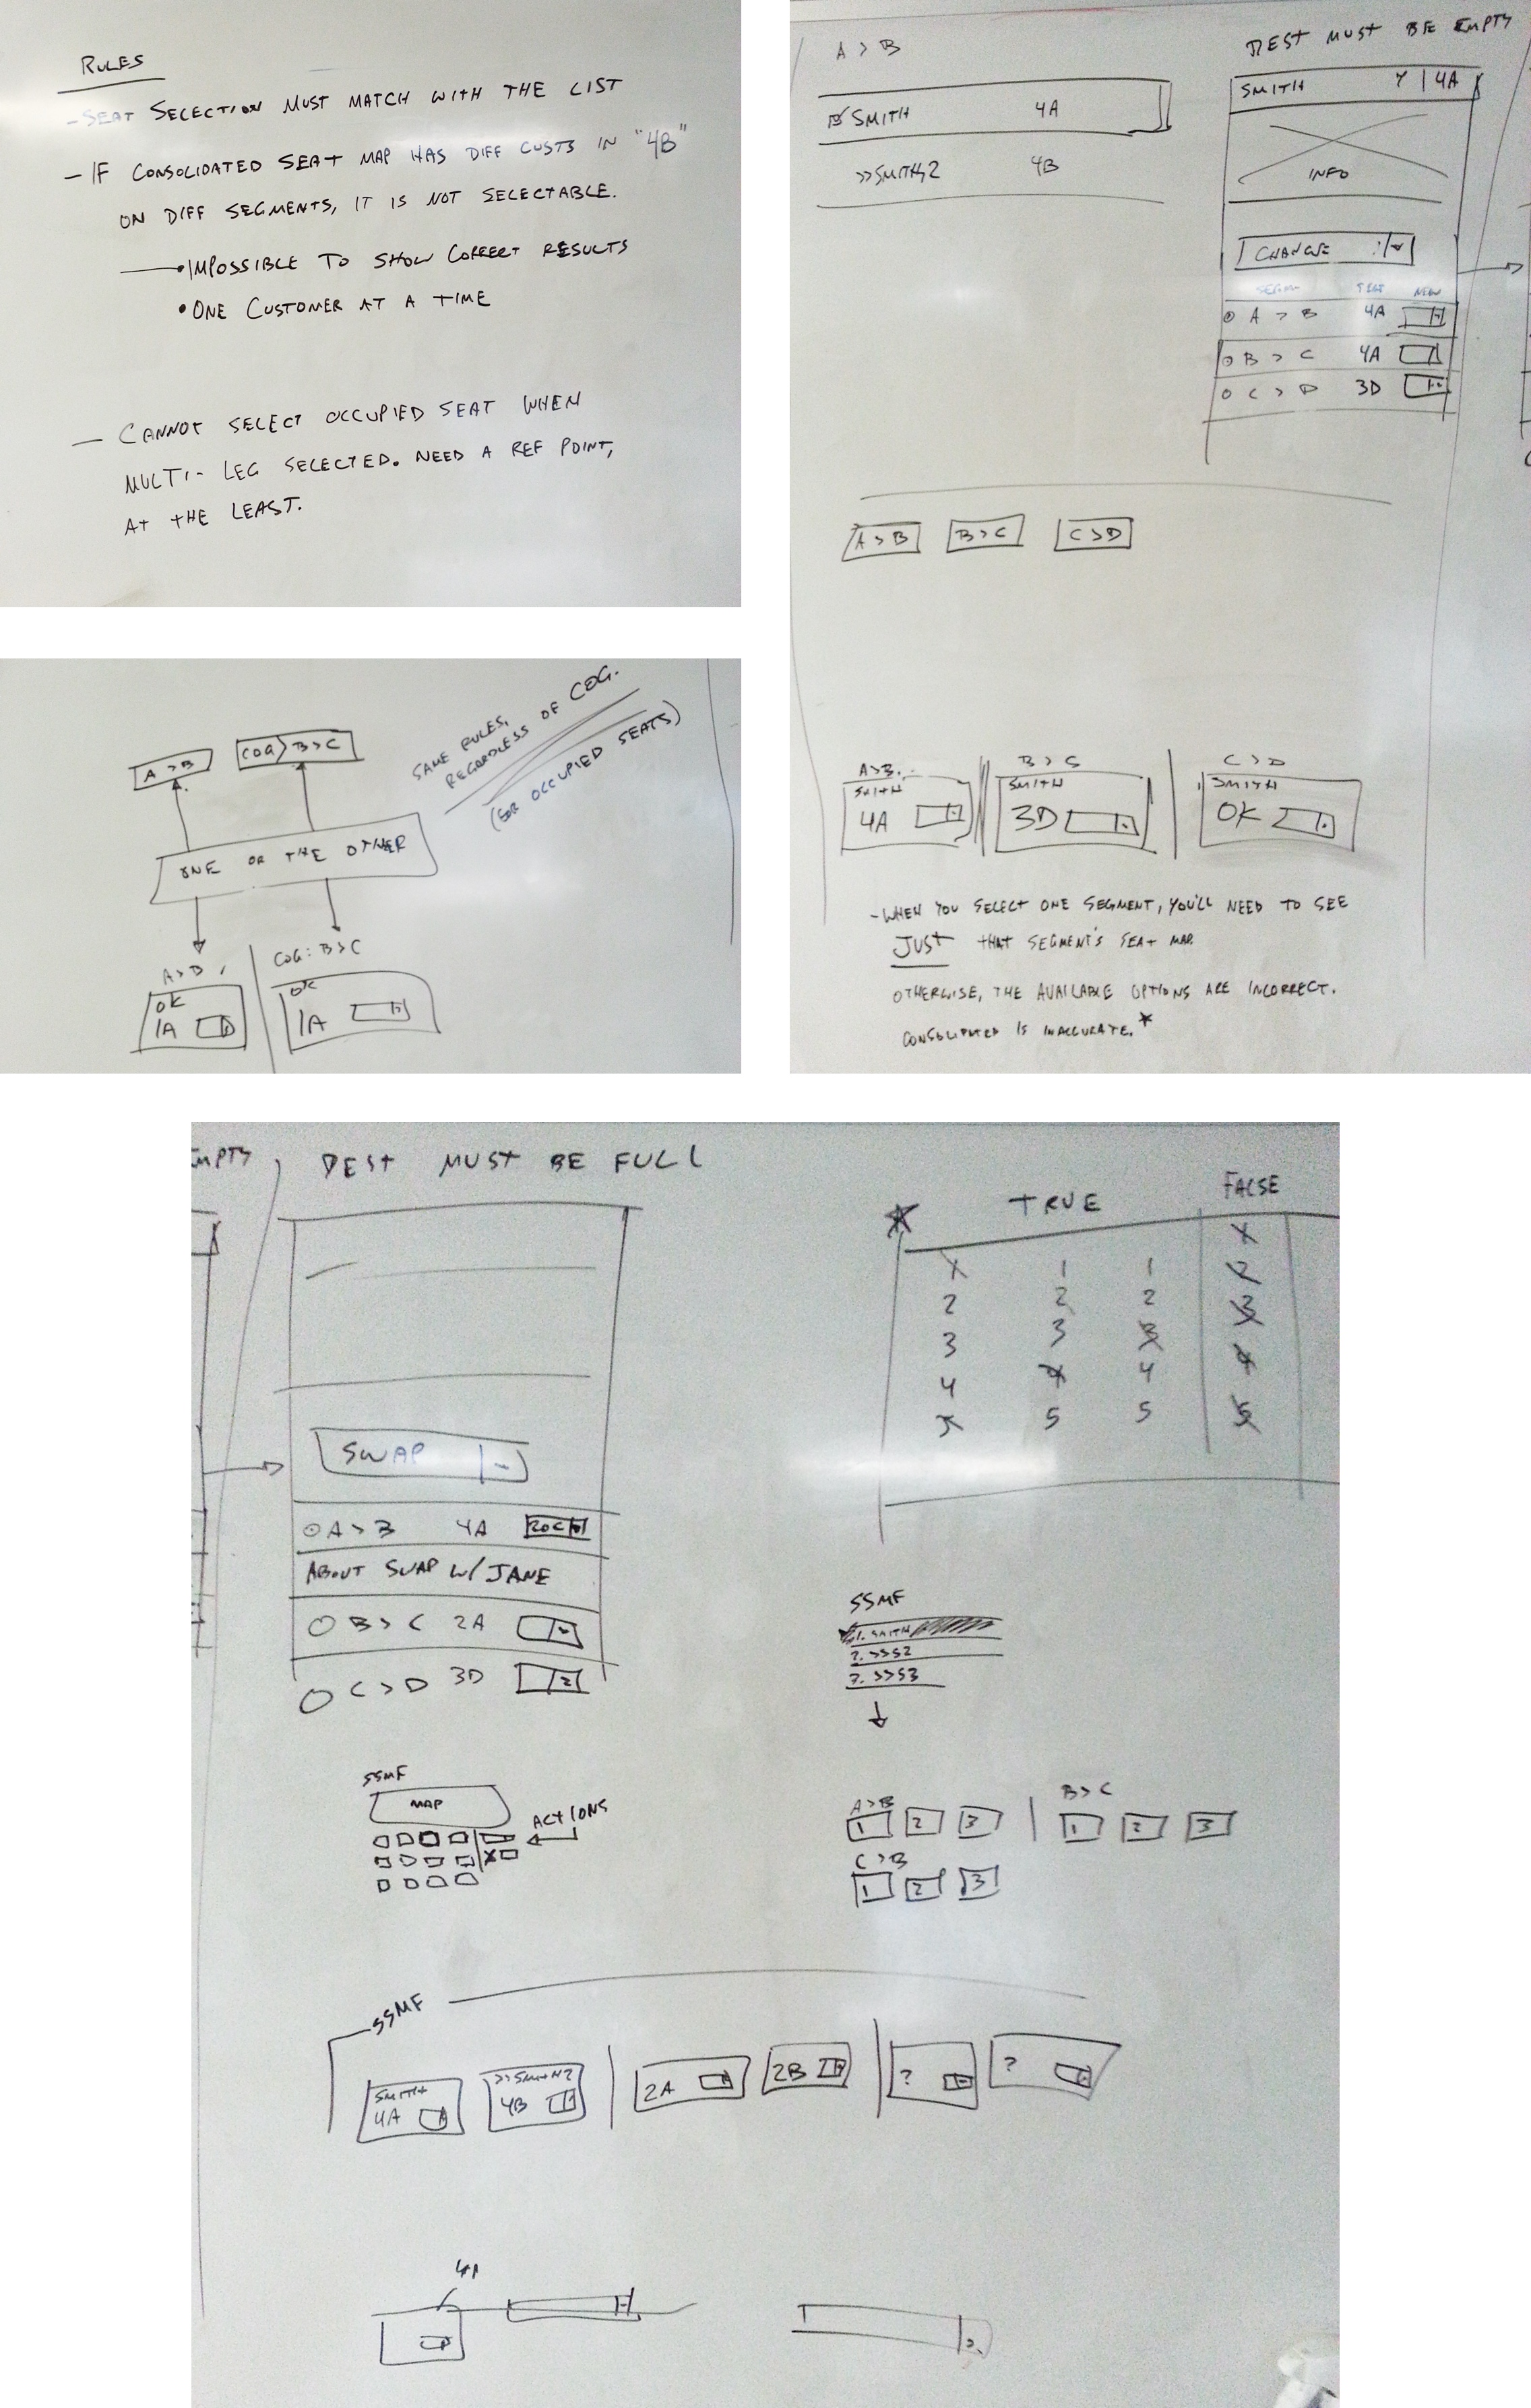 RULES
- SEAT SELECTION MUST MATCH WITH THE LIST
- IF CONSOLIDATED SEAT MAP HAS DIFF CUSTS IN "4B"
ON DIFF SEGMENTS, IT IS NOT SELECTABLE.
• IMPOSSIBLE TO SHOW CORRECT RESULTS
• ONE CUSTOMER AT A TIME
- CANNOT SELECT OCCUPIED SEAT WHEN
MULTI-LEG SELECTED. NEED A REF POINT,
AT THE LEAST.
A > B
SMITH 4A
>>SMITH2 4B
DEST MUST BE EMPTY
SMITH Y | 4A
INFO
CHANGE
SEAT NEW
A > B 4A
B > C 4A
C > D 3D
A > B
B > C
C > D
A > B
SMITH
4A
B > C
SMITH
3D
C > D
SMITH
OK
- WHEN YOU SELECT ONE SEGMENT, YOU'LL NEED TO SEE
JUST THAT SEGMENT'S SEAT MAP.
OTHERWISE, THE AVAILABLE OPTIONS ARE INCORRECT.
CONSOLIDATED IS INACCURATE.*
A > B
COG > B > C
SAME RULES,
REGARDLESS OF COG.
(FOR OCCUPIED SEATS)
ONE OR THE OTHER
OK
1A
COG: B > C
OK
1A
EMPTY
DEST MUST BE FULL
SWAP
A > B 4A
ABOUT SWAP W/ JANE
B > C 2A
C > D 3D
* TRUE FALSE
1
1 1 2
2 2 2 3
3 3 3 4
4 4 4 5
5 5 5
SSMF
1. SMITH
2. >>S2
>>S3
SSMF
MAP
ACTIONS
A > B
1 2 3
B > C
1 2 3
C > B
1 2 3
SSMF
SMITH
4A
>>SMITH2
4B
2A
2B
?
?